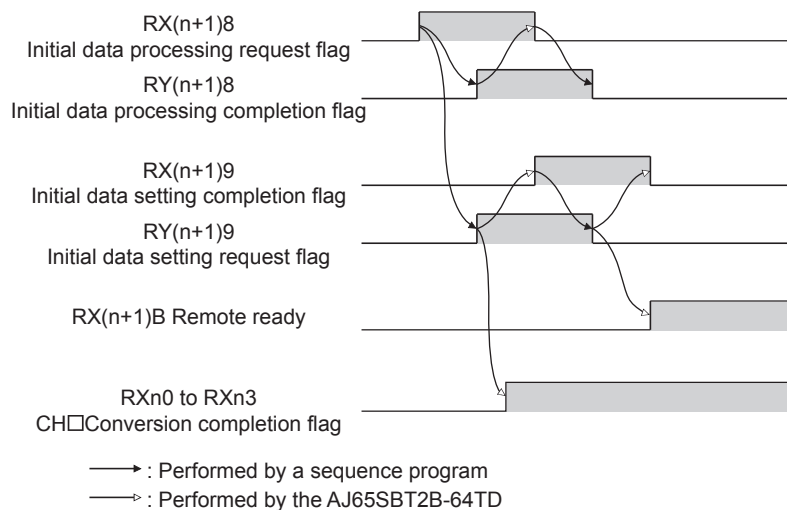 RX(n+1)8
Initial data processing request flag
RY(n+1)8
Initial data processing completion flag
RX(n+1)9
Initial data setting completion flag
RY(n+1)9
Initial data setting request flag
RX(n+1)B Remote ready
RXn0 to RXn3
CH□Conversion completion flag
: Performed by a sequence program
: Performed by the AJ65SBT2B-64TD